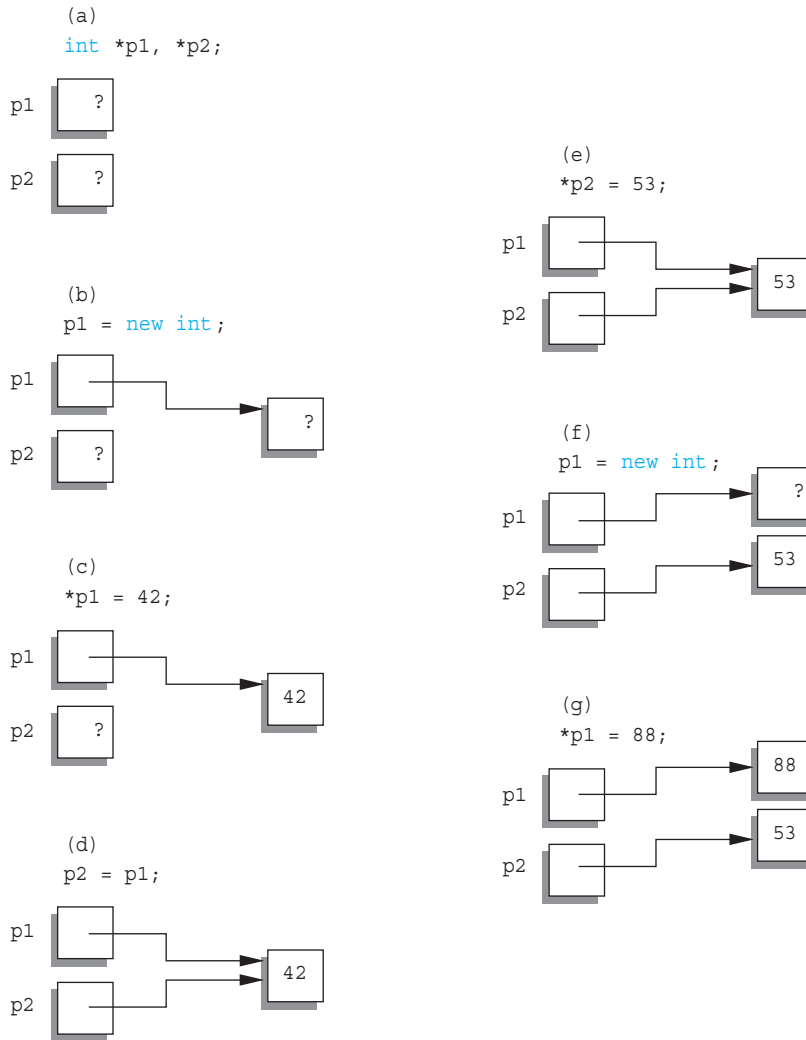 (a)
int *p1, *p2;
p1 ?
p2 ?
(b)
p1 = new int;
p1
?
p2 ?
(c)
*p1 = 42;
p1
42
p2 ?
(d)
p2 = p1;
p1
42
p2
(e)
*p2 = 53;
p1
53
p2
(f)
p1 = new int;
?
p1
53
p2
(g)
*p1 = 88;
88
p1
53
p2